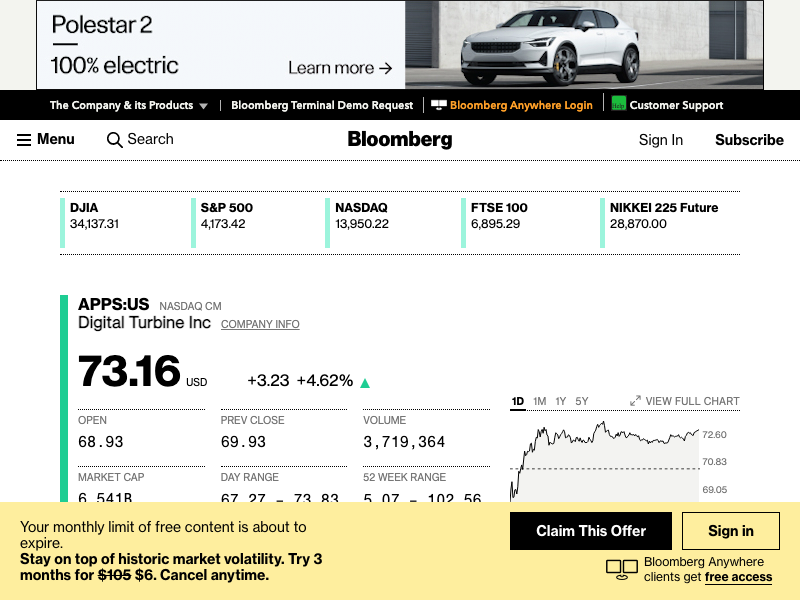 Polestar 2
100% electric
Learn more →
The Company & its Products
Bloomberg Terminal Demo Request
Bloomberg Anywhere Login
Customer Support
Menu
Search
Bloomberg
Sign In
Subscribe
DJIA
34,137.31
S&P 500
4,173.42
NASDAQ
13,950.22
FTSE 100
6,895.29
NIKKEI 225 Future
28,870.00
APPS:US NASDAQ CM
Digital Turbine Inc COMPANY INFO
73.16 USD +3.23 +4.62% ▲
1D 1M 1Y 5Y VIEW FULL CHART
OPEN
68.93
PREV CLOSE
69.93
VOLUME
3,719,364
MARKET CAP
6.541B
DAY RANGE
67.27 – 73.83
52 WEEK RANGE
5.07 – 102.56
72.60
70.83
69.05
Your monthly limit of free content is about to
expire.
Stay on top of historic market volatility. Try 3
months for $105 $6. Cancel anytime.
Claim This Offer
Sign in
Bloomberg Anywhere
clients get free access